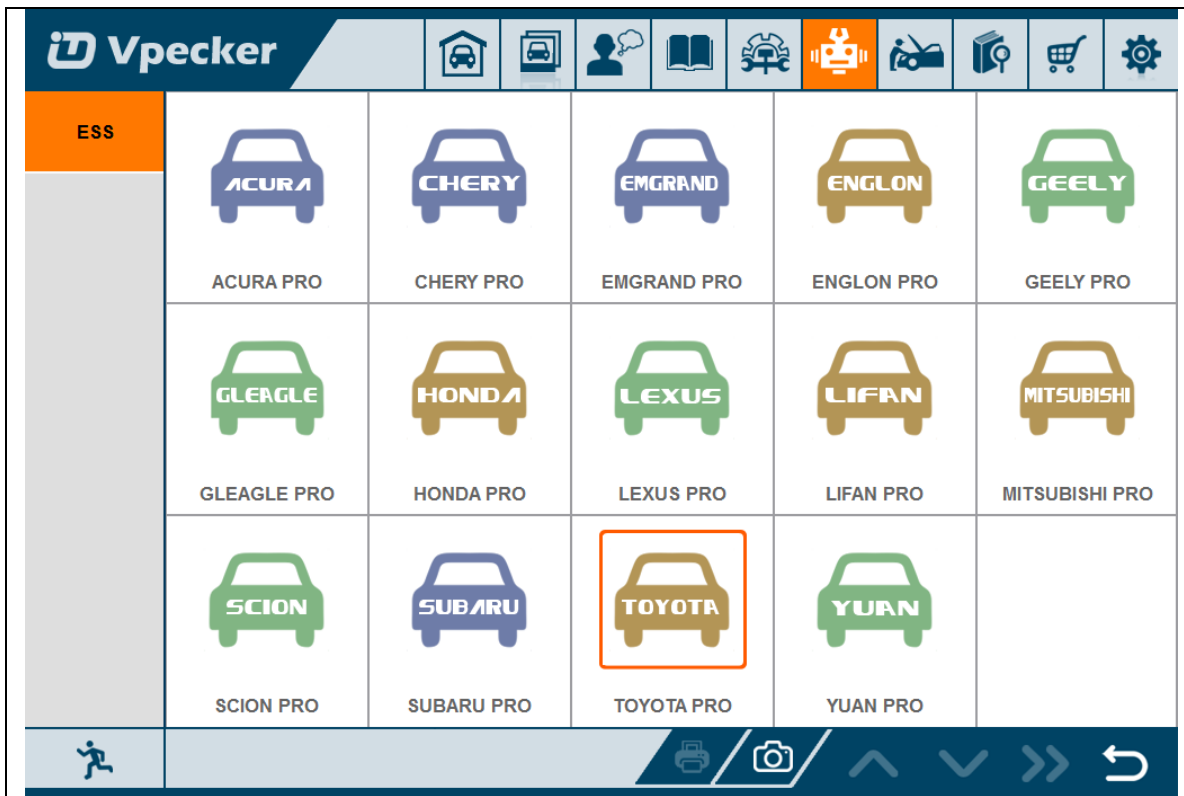 Vpecker
ESS
ACURA
CHERY
EMGRAND
ENGLON
GEELY
ACURA PRO
CHERY PRO
EMGRAND PRO
ENGLON PRO
GEELY PRO
GLEAGLE
HONDA
LEXUS
LIFAN
MITSUBISHI
GLEAGLE PRO
HONDA PRO
LEXUS PRO
LIFAN PRO
MITSUBISHI PRO
SCION
SUBARU
TOYOTA
YUAN
SCION PRO
SUBARU PRO
TOYOTA PRO
YUAN PRO